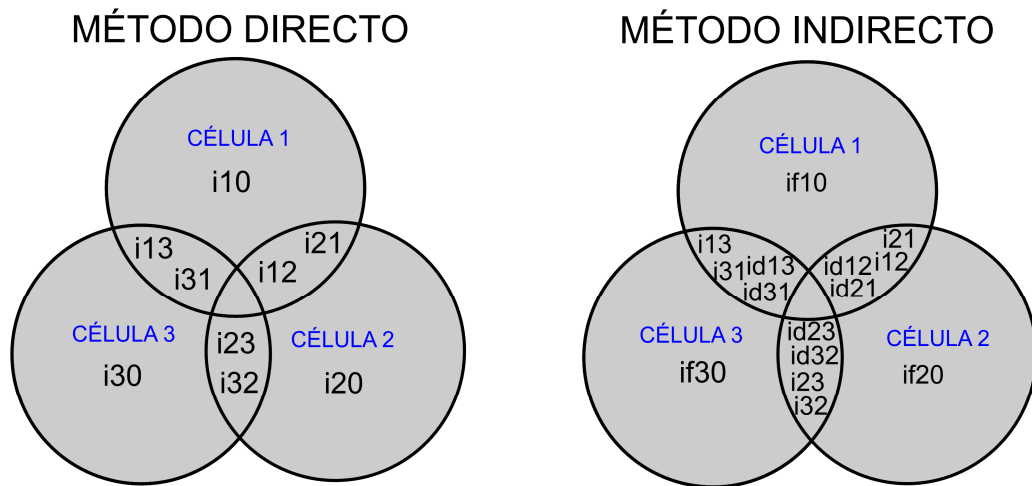 MÉTODO DIRECTO
CÉLULA 1
i10
i13
i31
i21
i12
CÉLULA 3
i30
i23
i32
CÉLULA 2
i20
MÉTODO INDIRECTO
CÉLULA 1
if10
i13
i31 id13
id31
i21
id12 i12
id21
CÉLULA 3
if30
id23
id32
i23
i32
CÉLULA 2
if20